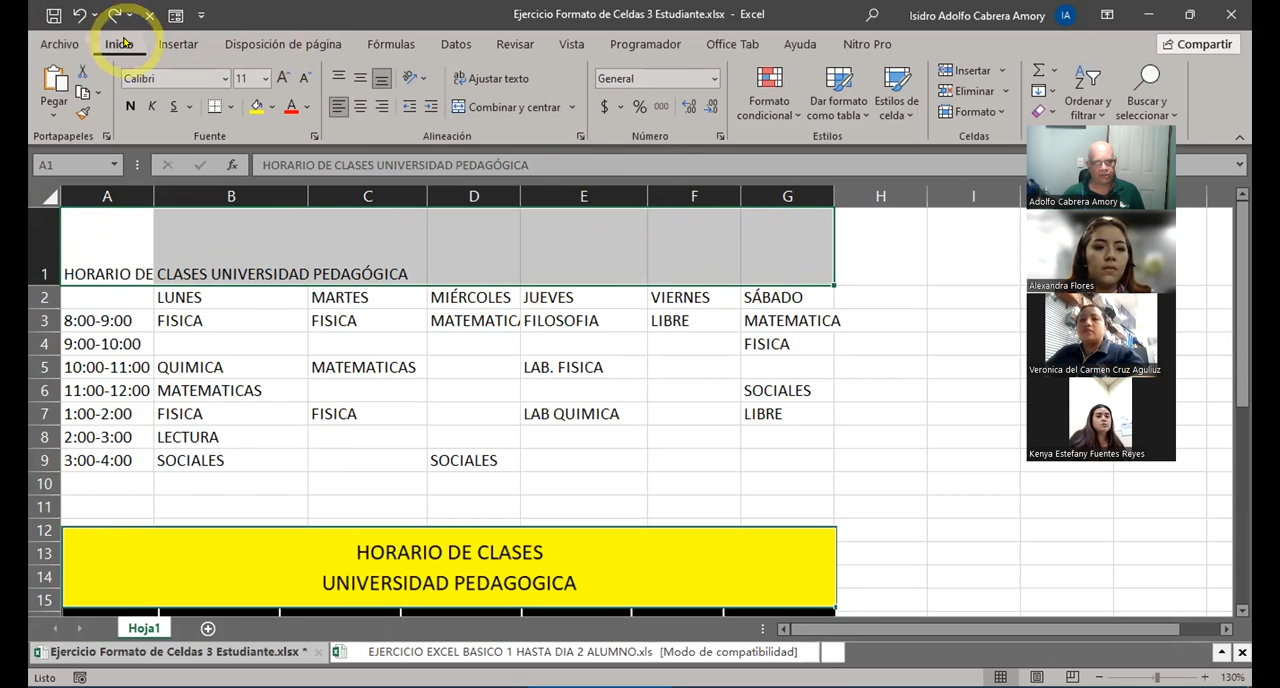 Ejercicio Formato de Celdas 3 Estudiante.xlsx - Excel
Isidro Adolfo Cabrera Amory
IA
Archivo
Inicio
Insertar
Disposición de página
Fórmulas
Datos
Revisar
Vista
Programador
Office Tab
Ayuda
Nitro Pro
Compartir
Pegar
Calibri
11
N K S
Ajustar texto
Combinar y centrar
General
$ % 000
Formato condicional
Dar formato como tabla
Estilos de celda
Insertar
Eliminar
Formato
Ordenar y filtrar
Buscar y seleccionar
Portapapeles
Fuente
Alineación
Número
Estilos
Celdas
A1
fx
HORARIO DE CLASES UNIVERSIDAD PEDAGÓGICA
A B C D E F G H I
1 HORARIO DE CLASES UNIVERSIDAD PEDAGÓGICA
2 LUNES MARTES MIÉRCOLES JUEVES VIERNES SÁBADO
3 8:00-9:00 FISICA FISICA MATEMATICA FILOSOFIA LIBRE MATEMATICA
4 9:00-10:00 FISICA
5 10:00-11:00 QUIMICA MATEMATICAS LAB. FISICA
6 11:00-12:00 MATEMATICAS SOCIALES
7 1:00-2:00 FISICA FISICA LAB QUIMICA LIBRE
8 2:00-3:00 LECTURA
9 3:00-4:00 SOCIALES SOCIALES
10
11
12
13 HORARIO DE CLASES
14 UNIVERSIDAD PEDAGOGICA
15
Adolfo Cabrera Amory
Alexandra Flores
Veronica del Carmen Cruz Aguliuz
Kenya Estefany Fuentes Reyes
Hoja1
Ejercicio Formato de Celdas 3 Estudiante.xlsx *
EJERCICIO EXCEL BASICO 1 HASTA DIA 2 ALUMNO.xls [Modo de compatibilidad]
Listo
130%